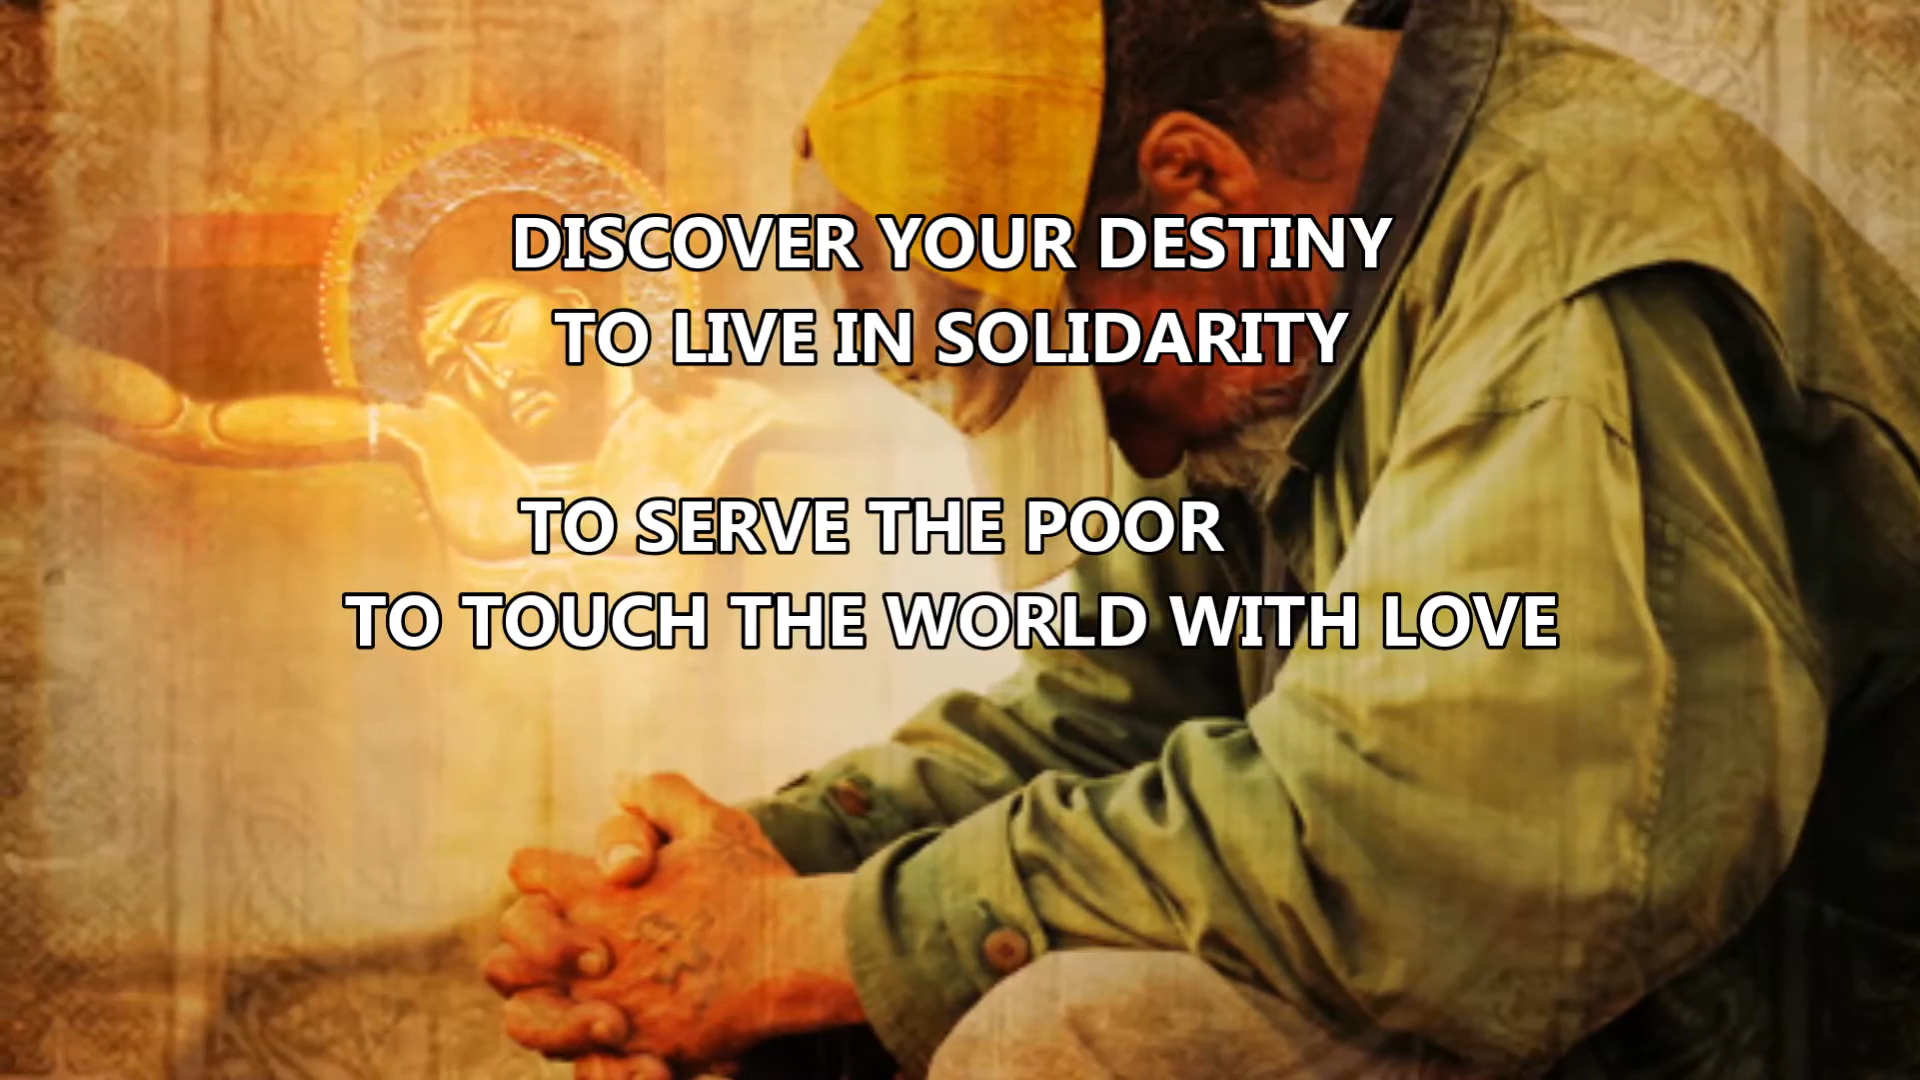 DISCOVER YOUR DESTINY
TO LIVE IN SOLIDARITY
TO SERVE THE POOR
TO TOUCH THE WORLD WITH LOVE